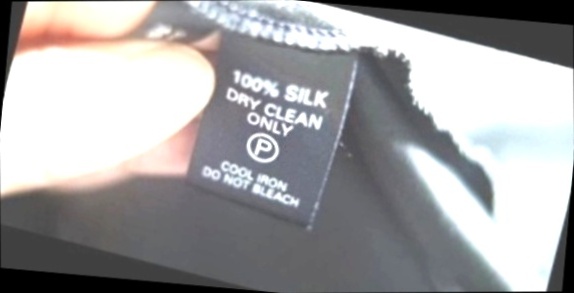 100% SILK
DRY CLEAN
ONLY
P
COOL IRON
DO NOT BLEACH